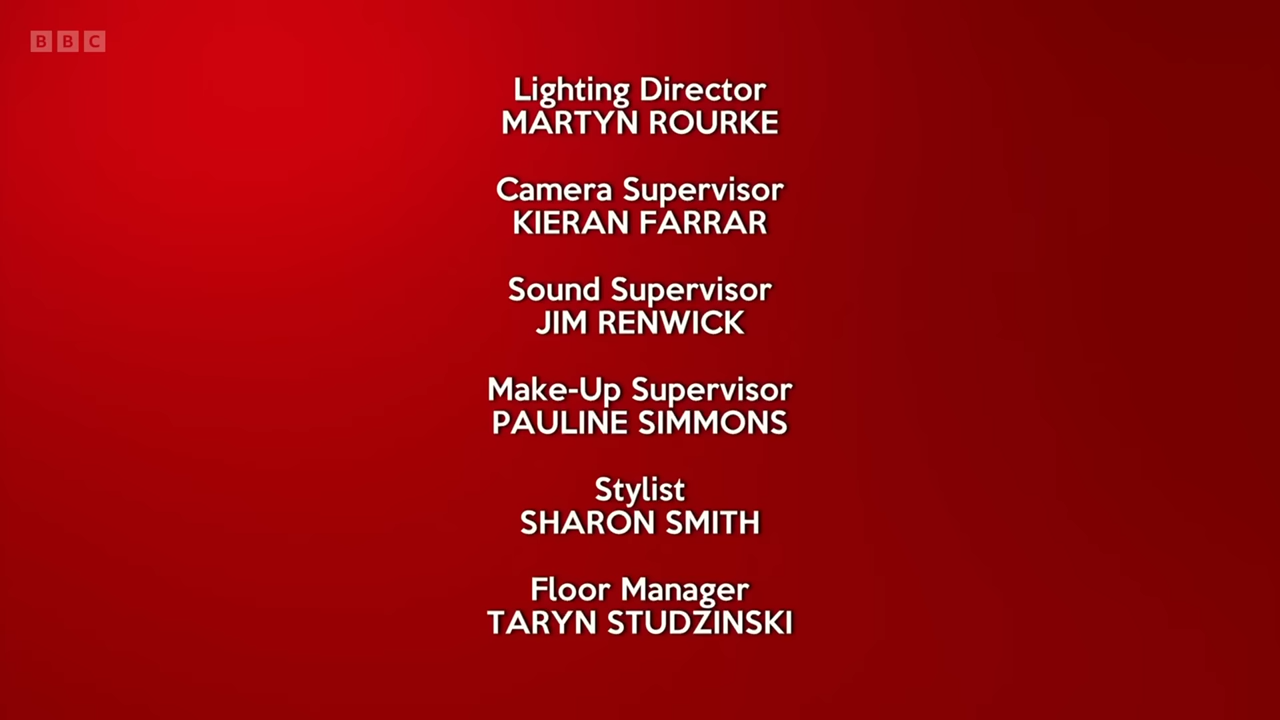 BBC
Lighting Director
MARTYN ROURKE
Camera Supervisor
KIERAN FARRAR
Sound Supervisor
JIM RENWICK
Make-Up Supervisor
PAULINE SIMMONS
Stylist
SHARON SMITH
Floor Manager
TARYN STUDZINSKI